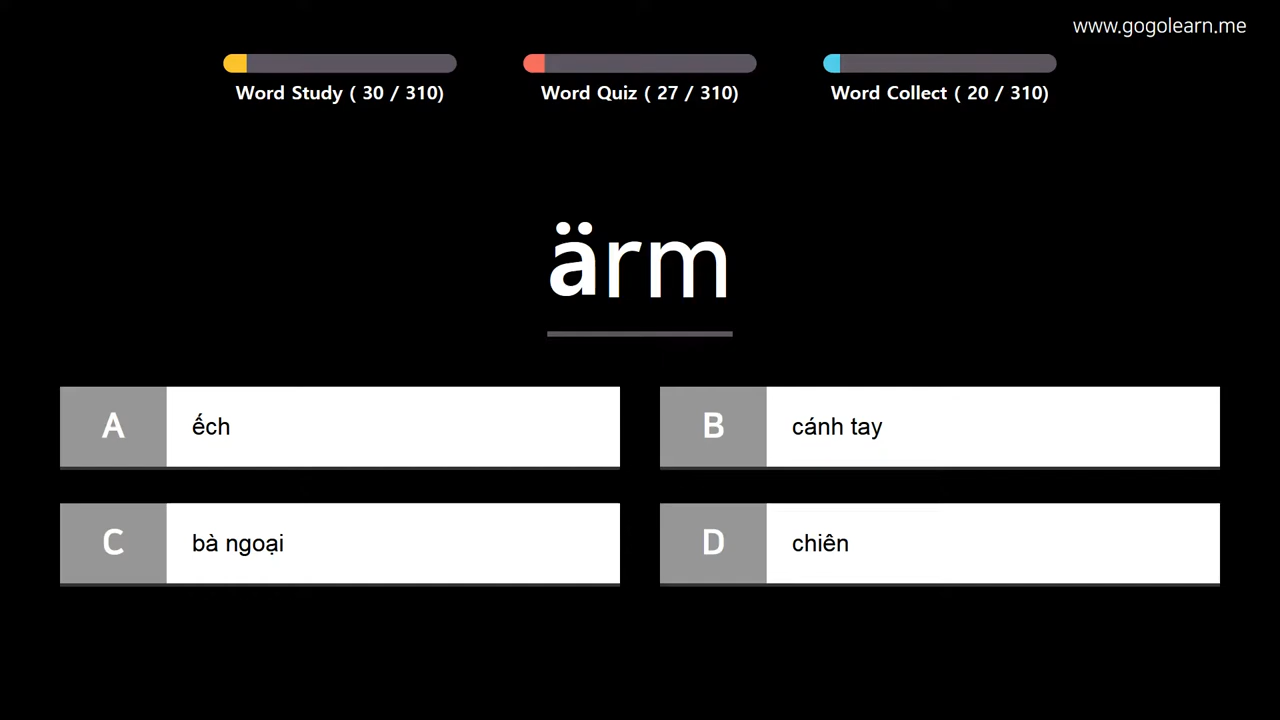 www.gogolearn.me
Word Study ( 30 / 310)
Word Quiz ( 27 / 310)
Word Collect ( 20 / 310)
ärm
A ếch
B cánh tay
C bà ngoại
D chiên